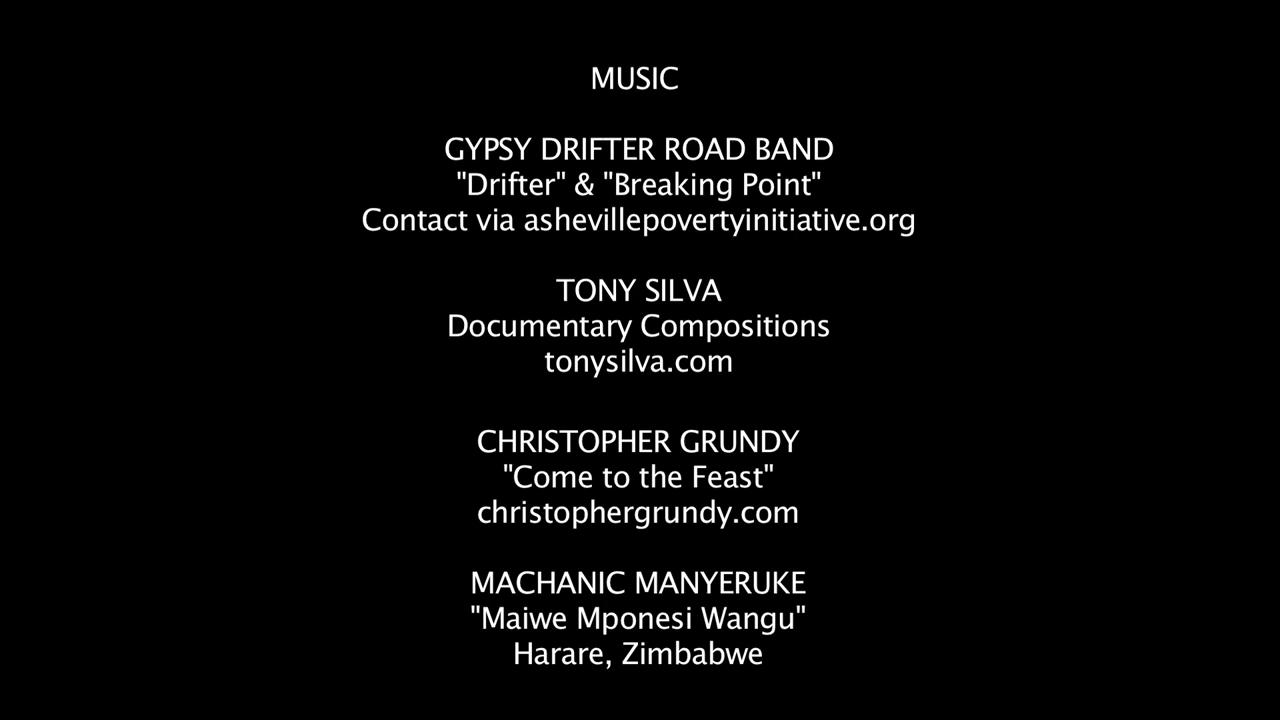 MUSIC
GYPSY DRIFTER ROAD BAND
"Drifter" & "Breaking Point"
Contact via ashevillepovertyinitiative.org
TONY SILVA
Documentary Compositions
tonysilva.com
CHRISTOPHER GRUNDY
"Come to the Feast"
christophergrundy.com
MACHANIC MANYERUKE
"Maiwe Mponesi Wangu"
Harare, Zimbabwe